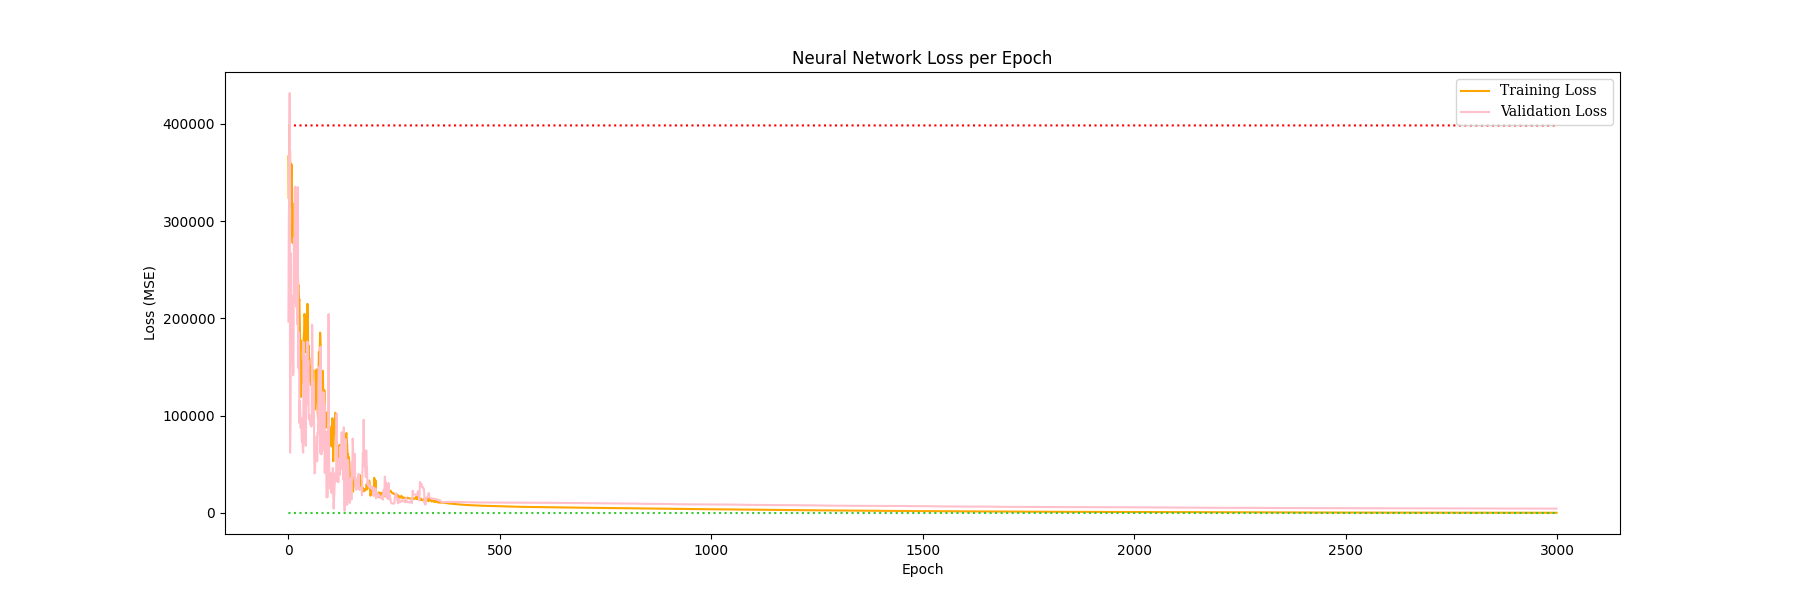 Neural Network Loss per Epoch
Training Loss
Validation Loss
400000
300000
200000
100000
0
Loss (MSE)
0 500 1000 1500 2000 2500 3000
Epoch